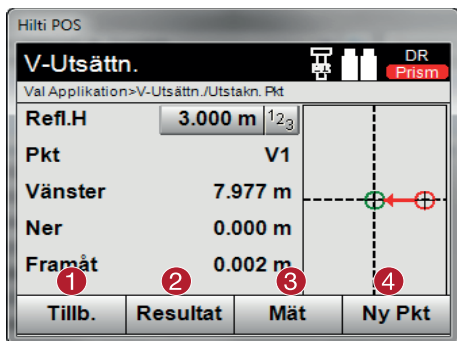 Hilti POS
V-Utsättn.
DR
Prism
Val Applikation>V-Utsättn./Utstakn. Pkt
Refl.H 3.000 m 123
Pkt V1
Vänster 7.977 m
Ner 0.000 m
Framåt 0.002 m
1 2 3 4
Tillb. Resultat Mät Ny Pkt